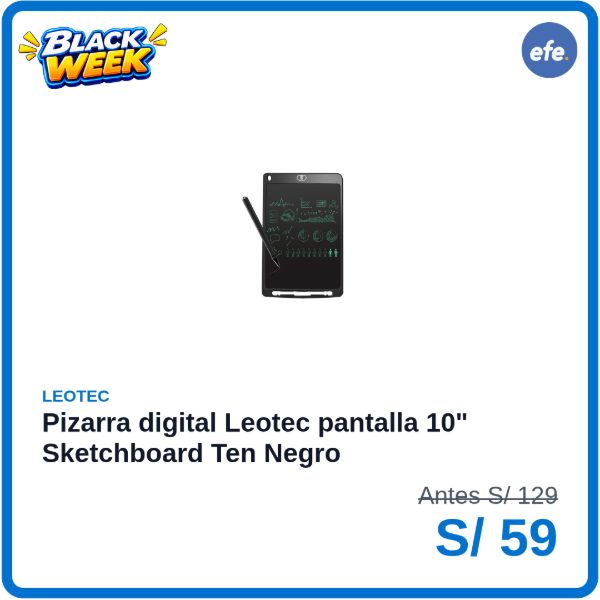 BLACK
WEEK
efe.
LEOTEC
Pizarra digital Leotec pantalla 10"
Sketchboard Ten Negro
Antes S/ 129
S/ 59